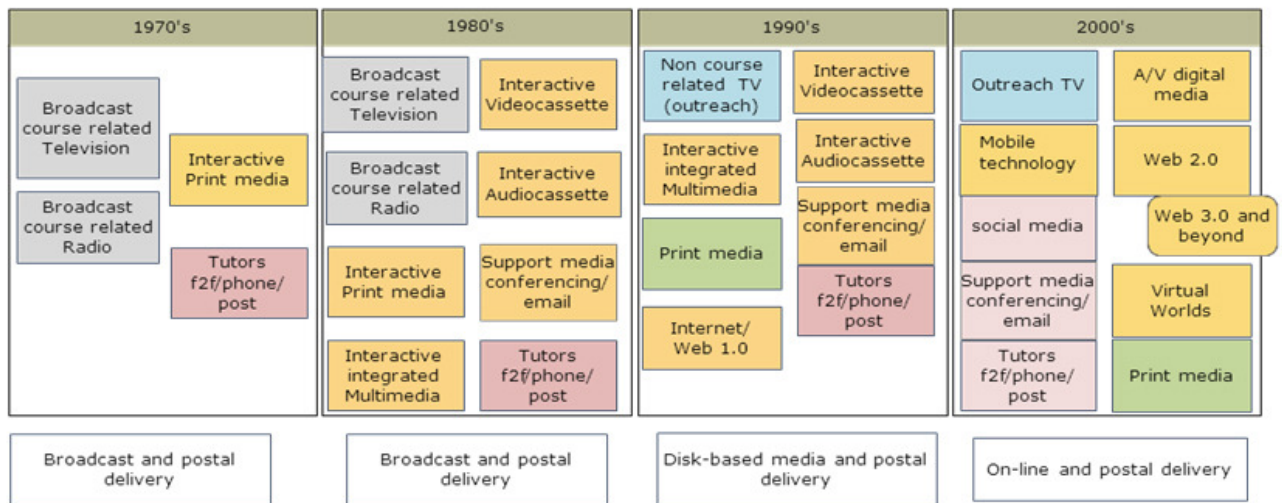 1970's
Broadcast
course related
Television
Broadcast
course related
Radio
Interactive
Print media
Tutors
f2f/phone/
post
Broadcast and postal
delivery
1980's
Broadcast
course related
Television
Broadcast
course related
Radio
Interactive
Print media
Interactive
integrated
Multimedia
Interactive
Videocassette
Interactive
Audiocassette
Support media
conferencing/
email
Tutors
f2f/phone/
post
Broadcast and postal
delivery
1990's
Non course
related TV
(outreach)
Interactive
integrated
Multimedia
Print media
Internet/
Web 1.0
Interactive
Videocassette
Interactive
Audiocassette
Support media
conferencing/
email
Tutors
f2f/phone/
post
Disk-based media and postal
delivery
2000's
Outreach TV
Mobile
technology
social media
Support media
conferencing/
email
Tutors
f2f/phone/
post
A/V digital
media
Web 2.0
Web 3.0 and
beyond
Virtual
Worlds
Print media
On-line and postal delivery